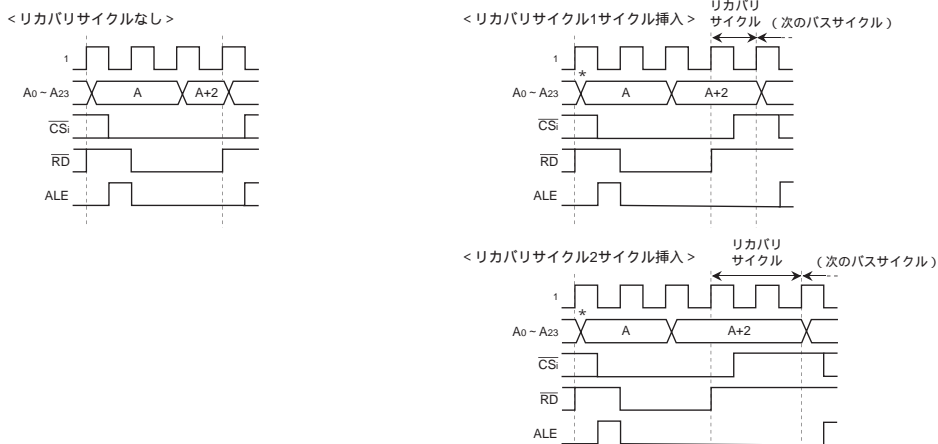 <リカバリサイクルなし>
1
A0 ~ A23 A A+2
CSi
RD
ALE
<リカバリサイクル1サイクル挿入>
リカバリ
サイクル (次のバスサイクル)
1
*
A0 ~ A23 A A+2
CSi
RD
ALE
<リカバリサイクル2サイクル挿入>
リカバリ
サイクル (次のバスサイクル)
1
*
A0 ~ A23 A A+2
CSi
RD
ALE